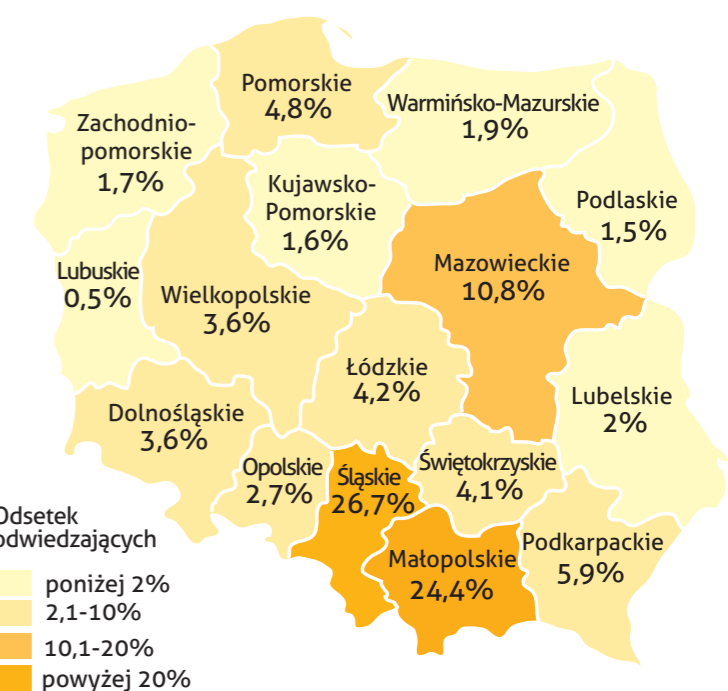 Pomorskie
4,8%
Warmińsko-Mazurskie
1,9%
Zachodnio-
pomorskie
1,7%
Kujawsko-
Pomorskie
1,6%
Podlaskie
1,5%
Lubuskie
0,5%
Wielkopolskie
3,6%
Mazowieckie
10,8%
Łódzkie
4,2%
Lubelskie
2%
Dolnośląskie
3,6%
Opolskie
2,7%
Śląskie
26,7%
Świętokrzyskie
4,1%
Małopolskie
24,4%
Podkarpackie
5,9%
Odsetek
odwiedzających
poniżej 2%
2,1-10%
10,1-20%
powyżej 20%